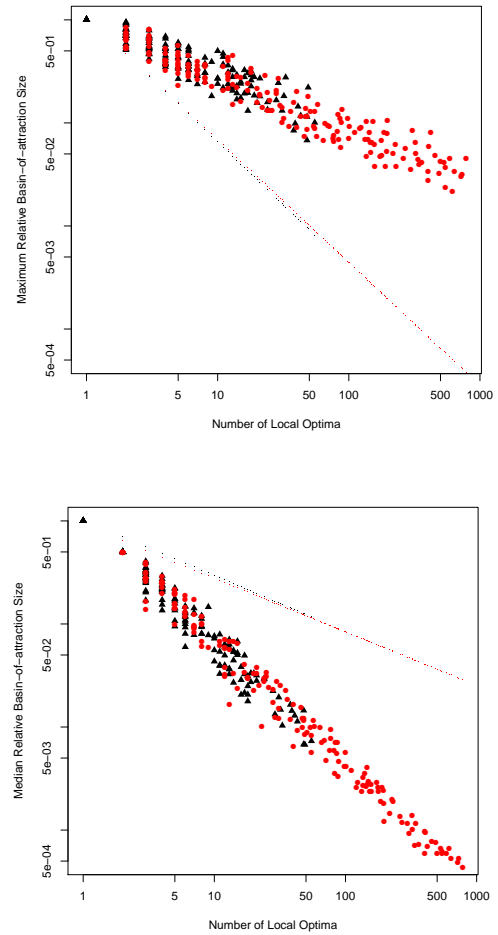 Maximum Relative Basin−of−attraction Size
5e−01
5e−02
5e−03
5e−04
1 5 10 50 100 500 1000
Number of Local Optima
Median Relative Basin−of−attraction Size
5e−01
5e−02
5e−03
5e−04
1 5 10 50 100 500 1000
Number of Local Optima